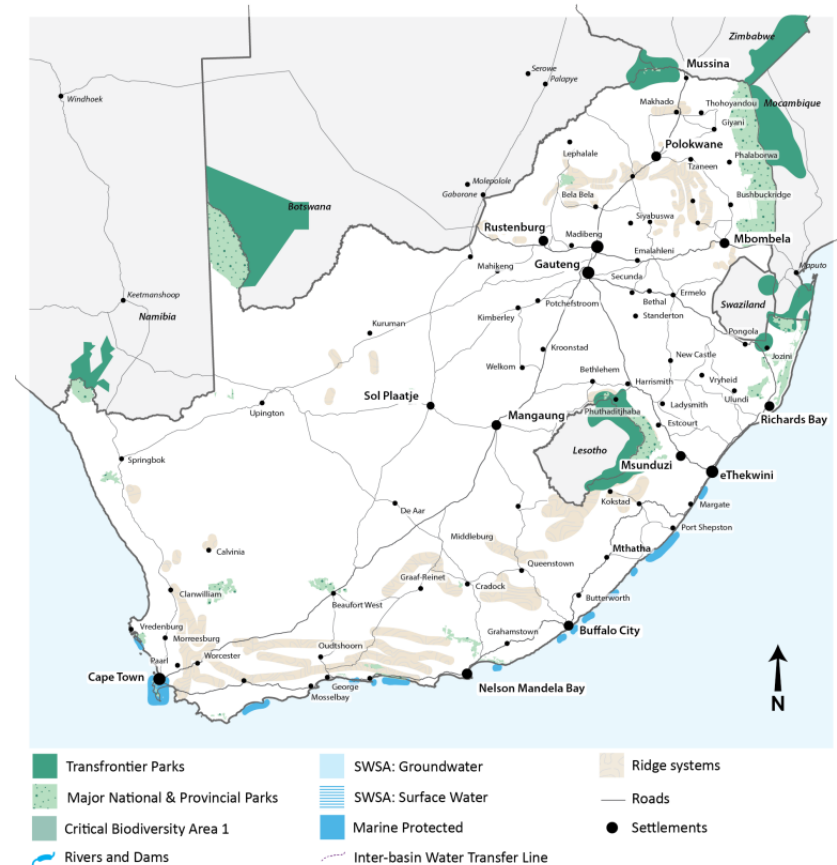 Zimbabwe
Mussina
Serowe
Palapye
Windhoek
Makhado
Thohoyandou
Mocambique
Giyani
Polokwane
Lephalale
Tzaneen
Phalaborwa
Molepolole
Gaborone
Bela Bela
Bushbuckridge
Botswana
Siyabuswa
Rustenburg
Madibeng
Mbombela
Emalahleni
Gauteng
Mahikeng
Maputo
Secunda
Keetmanshoop
Ermelo
Bethal
Swaziland
Potchefstroom
Namibia
Kimberley
Standerton
Kuruman
Pongola
Kroonstad
Jozini
New Castle
Welkom
Bethlehem
Harrismith
Vryheid
Sol Plaatje
Ulundi
Upington
Phuthaditjhaba
Ladysmith
Mangaung
Richards Bay
Estcourt
Lesotho
Msunduzi
Springbok
eThekwini
Kokstad
Margate
De Aar
Port Shepston
Middleburg
Mthatha
Calvinia
Queenstown
Graaf-Reinet
Cradock
Clanwilliam
Butterworth
Beaufort West
Vredenburg
Buffalo City
Morreesburg
Grahamstown
Oudtshoorn
Worcester
Paarl
Cape Town
George
Nelson Mandela Bay
Mosselbay
N
Transfrontier Parks
SWSA: Groundwater
Ridge systems
Major National & Provincial Parks
SWSA: Surface Water
Roads
Critical Biodiversity Area 1
Marine Protected
Settlements
Rivers and Dams
Inter-basin Water Transfer Line